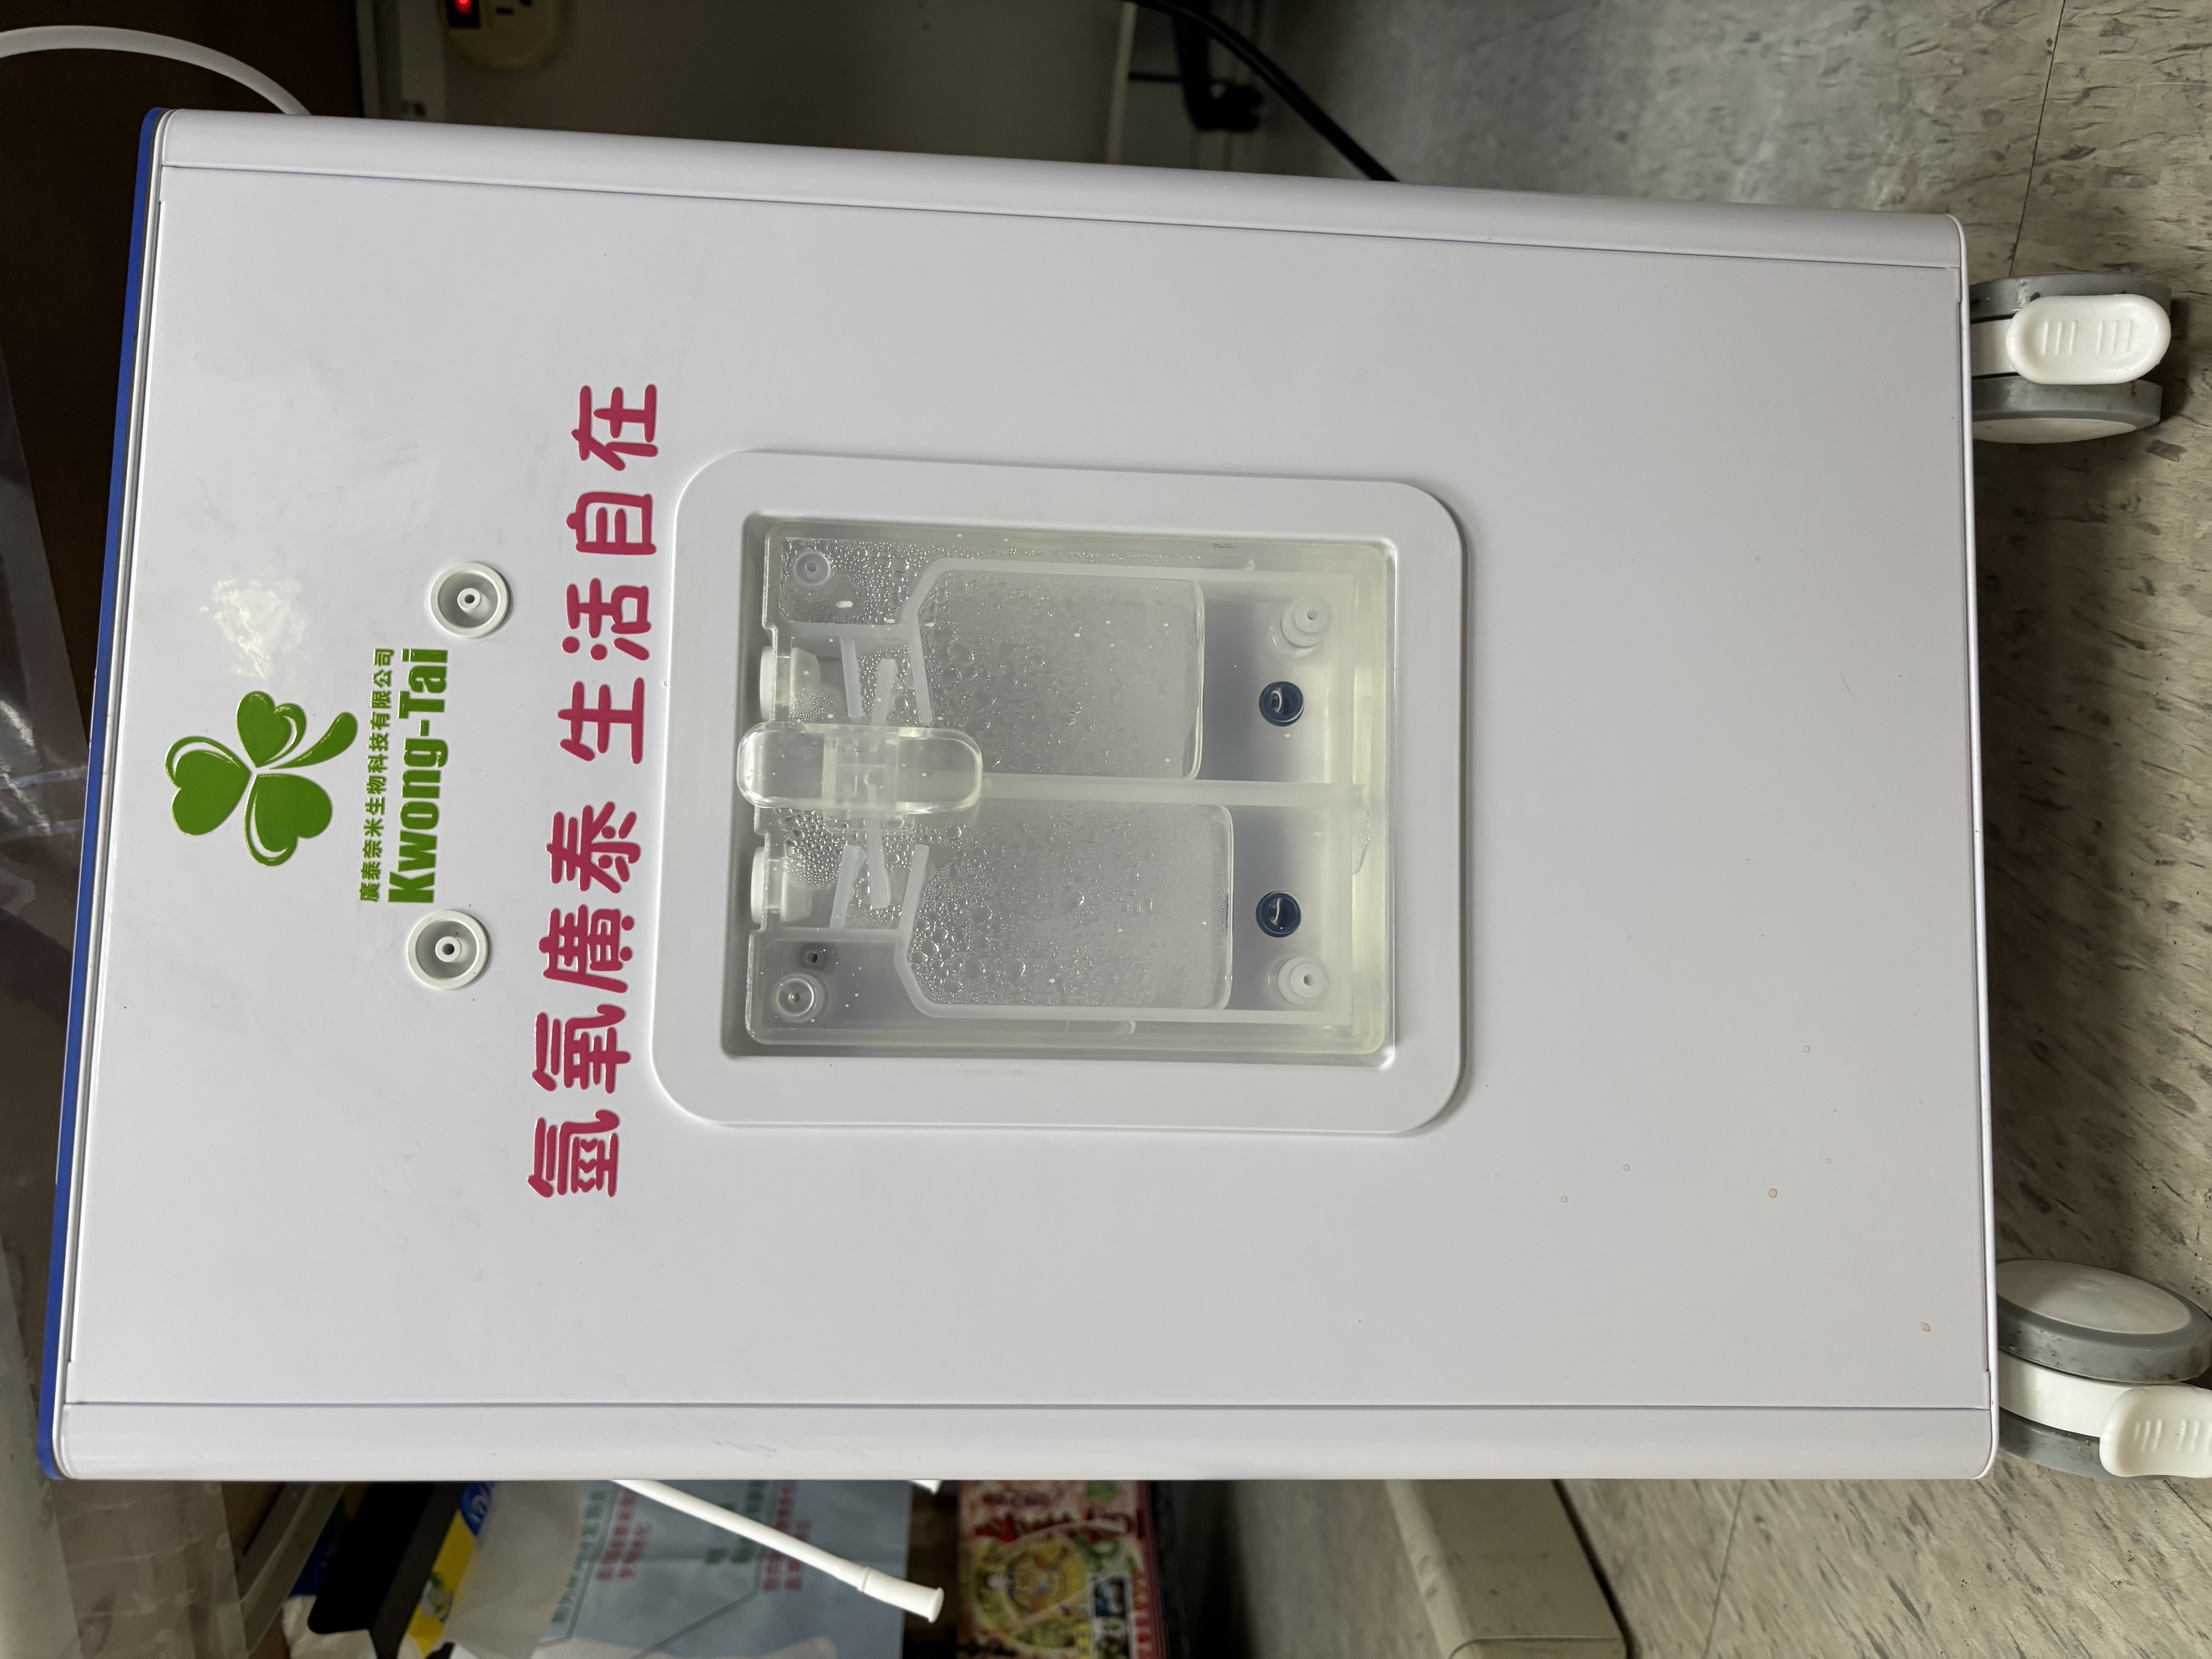 廣泰奈米生物科技有限公司
Kwong-Tai
氫氧廣泰 生活自在